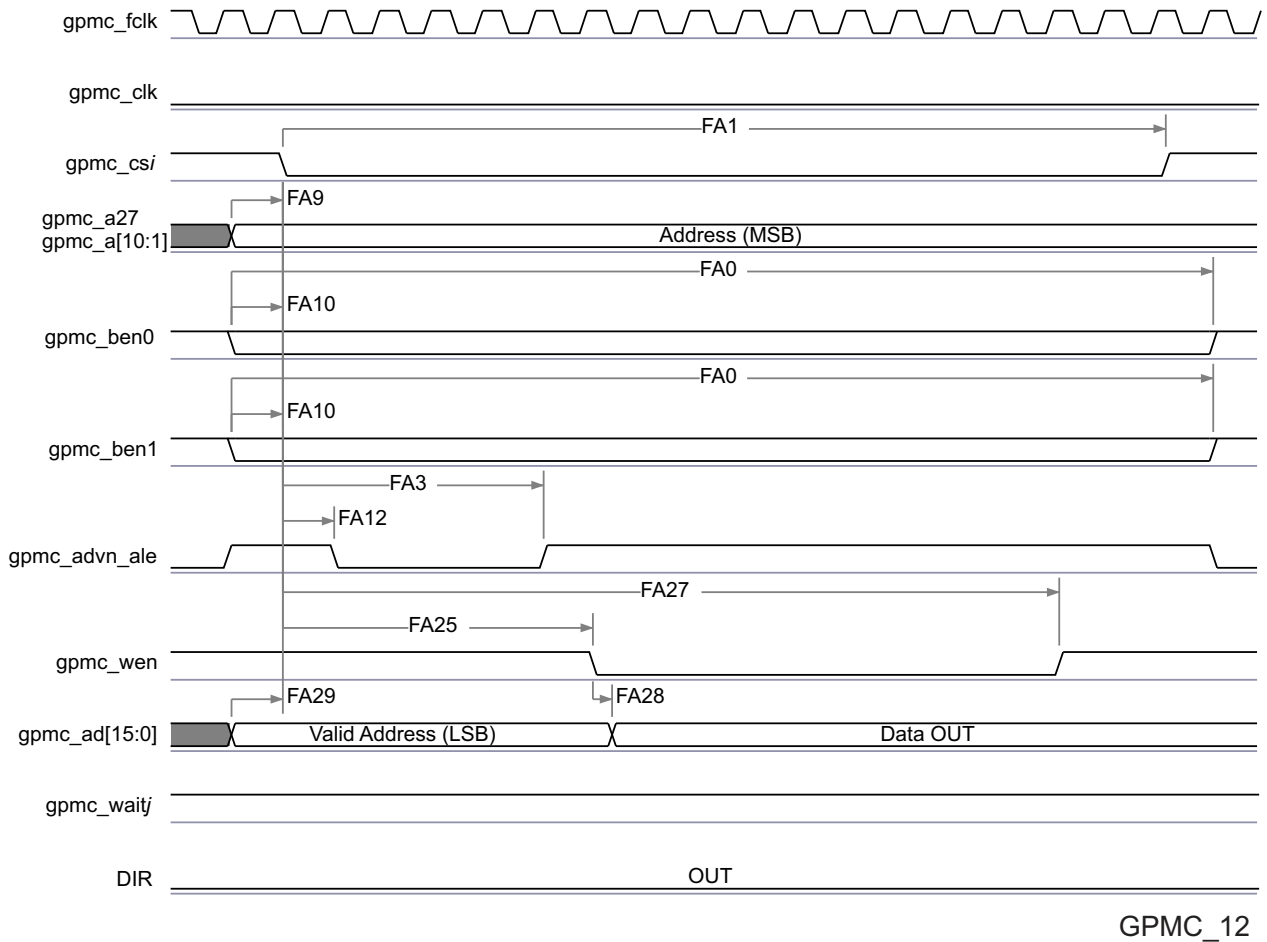 gpmc_fclk
gpmc_clk
FA1
gpmc_csi
FA9
gpmc_a27
gpmc_a[10:1]
Address (MSB)
FA0
FA10
gpmc_ben0
FA0
FA10
gpmc_ben1
FA3
FA12
gpmc_advn_ale
FA27
FA25
gpmc_wen
FA29
FA28
gpmc_ad[15:0]
Valid Address (LSB)
Data OUT
gpmc_waitj
DIR
OUT
GPMC_12